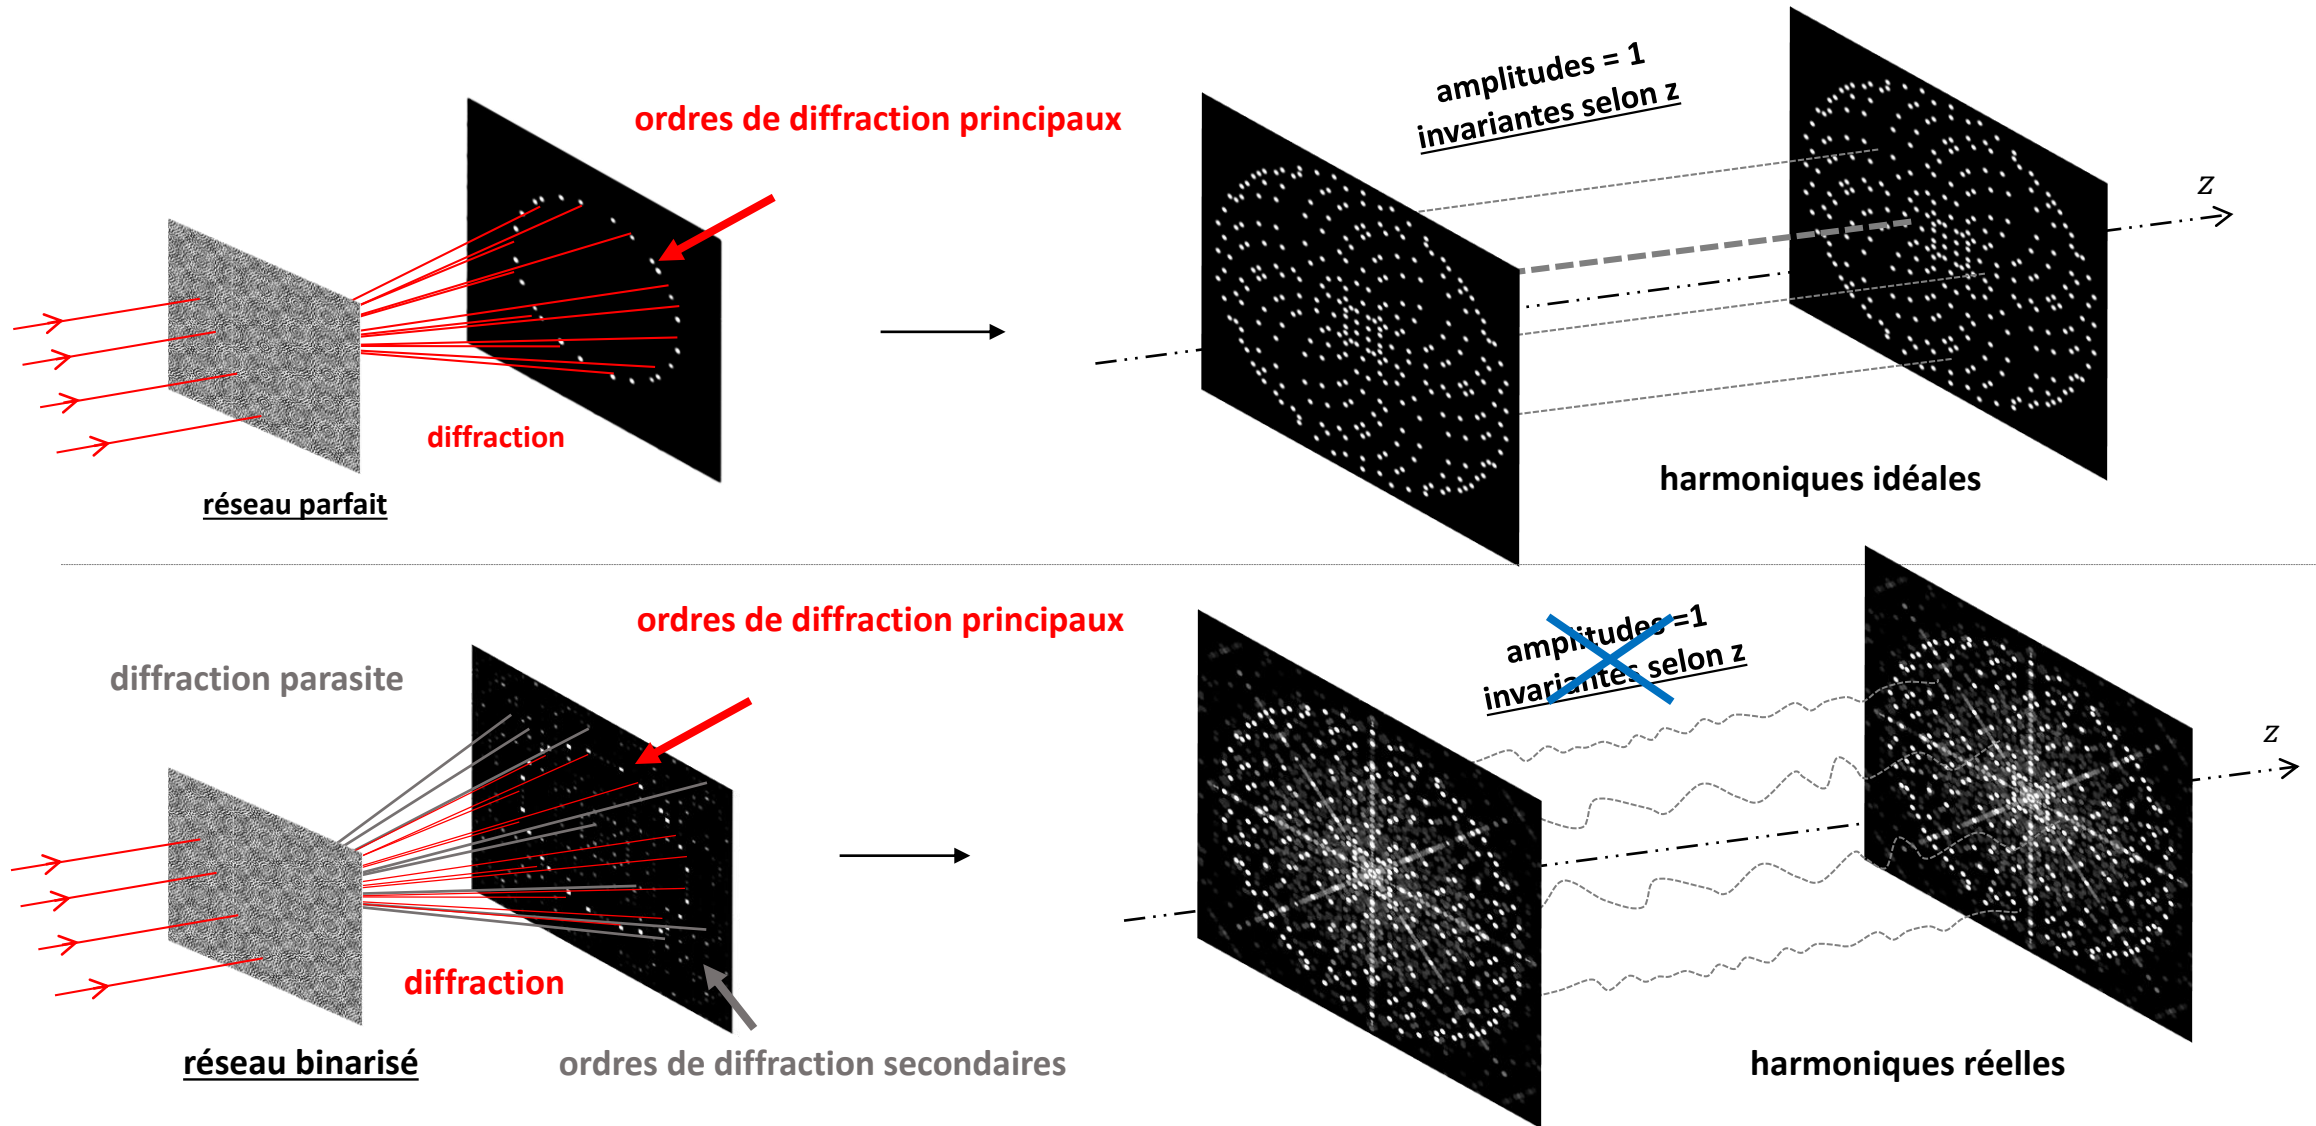 ordres de diffraction principaux
amplitudes = 1
invariantes selon z
z
diffraction
réseau parfait
harmoniques idéales
ordres de diffraction principaux
diffraction parasite
amplitudes =1
invariantes selon z
z
diffraction
réseau binarisé
ordres de diffraction secondaires
harmoniques réelles